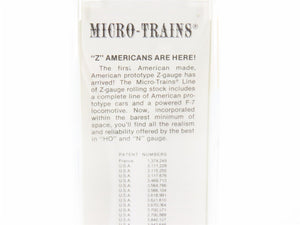 MICRO-TRAINS®
"Z" AMERICANS ARE HERE!
The first American made,
American prototype Z-gauge has
arrived! The Micro-Trains® Line
of Z-gauge rolling stock includes
a complete line of American pro-
totype cars and a powered F-7
locomotive. Now, incorporated
within the barest minimum of
space, you'll find all the realism
and reliability offered by the best
in "HO" and "N" gauge.
PATENT NUMBERS
France
U.S.A.
U.S.A.
U.S.A.
U.S.A.
U.S.A.
U.S.A.
U.S.A.
U.S.A.
U.S.A.
U.S.A.
U.S.A.
U.S.A.